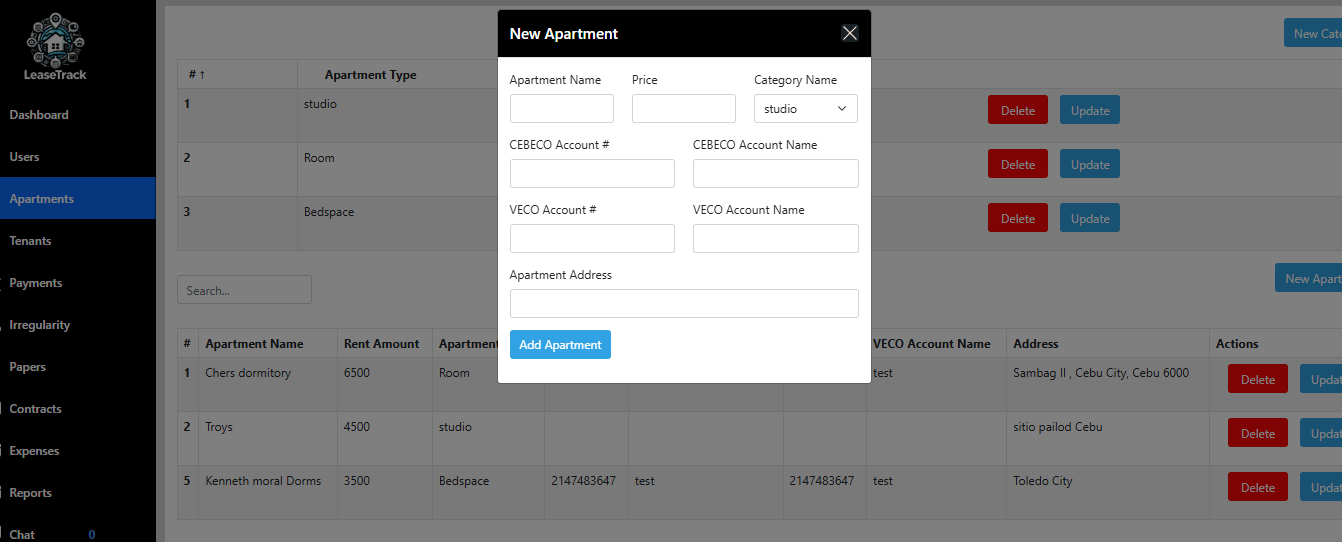 LeaseTrack
Dashboard
Users
Apartments
Tenants
Payments
Irregularity
Papers
Contracts
Expenses
Reports
Chat 0
New Cate
# ↑ Apartment Type
1 studio Delete Update
2 Room Delete Update
3 Bedspace Delete Update
New Apartment
Apartment Name Price Category Name
studio
CEBECO Account # CEBECO Account Name
VECO Account # VECO Account Name
Apartment Address
Add Apartment
Search...
New Apart
# Apartment Name Rent Amount Apartment VECO Account Name Address Actions
1 Chers dormitory 6500 Room test Sambag II , Cebu City, Cebu 6000 Delete Updat
2 Troys 4500 studio sitio pailod Cebu Delete Updat
5 Kenneth moral Dorms 3500 Bedspace 2147483647 test 2147483647 test Toledo City Delete Updat